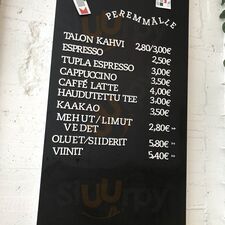 PEREMMÄLLE
TALON KAHVI 2,80/3,00€
ESPRESSO 2,50€
TUPLA ESPRESSO 3,00€
CAPPUCCINO 3,50€
CAFFÉ LATTE 4,00€
HAUDUTETTU TEE 3,00€
KAAKAO 3,50€
MEHUT/LIMUT
VEDET 2,80€
OLUET/SIIDERIT 5,80€
VIINIT 5,40€